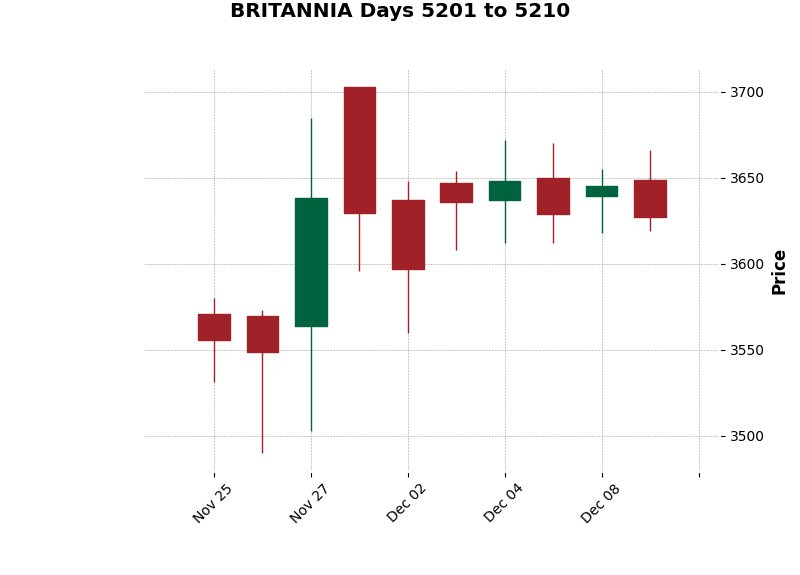 BRITANNIA Days 5201 to 5210
3700
3650
3600
3550
3500
Price
Nov 25
Nov 27
Dec 02
Dec 04
Dec 08